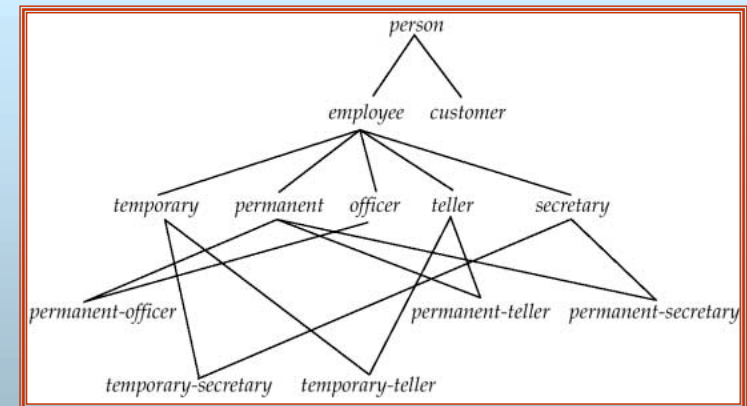 person
employee customer
temporary permanent officer teller secretary
permanent-officer permanent-teller permanent-secretary
temporary-secretary temporary-teller